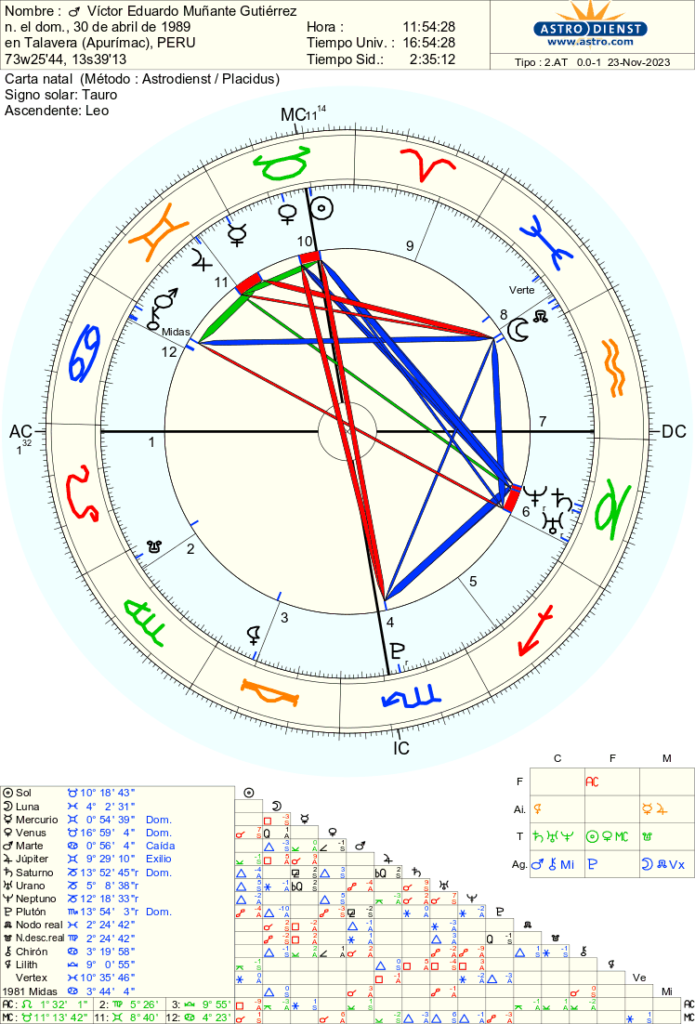 Nombre : ♂ Víctor Eduardo Muñante Gutiérrez
n. el dom., 30 de abril de 1989
en Talavera (Apurímac), PERU
73w25'44, 13s39'13
Hora : 11:54:28
Tiempo Univ. : 16:54:28
Tiempo Sid.: 2:35:12
ASTRO DIENST
www.astro.com
Tipo : 2.AT 0.0-1 23-Nov-2023
Carta natal (Método : Astrodienst / Placidus)
Signo solar: Tauro
Ascendente: Leo
MC 11 14
10
9
11
Verte
8
Midas
12
AC 1 32
1
7
DC
6
r
2
5
3
4
r
IC
C F M
F AC
Ai.
T MC
Ag. Mi Vx
Sol 10° 18' 43"
Luna 4° 2' 31"
Mercurio 0° 54' 39" Dom.
Venus 16° 59' 4" Dom.
Marte 0° 56' 4" Caída
Júpiter 9° 29' 10" Exilio
Saturno 13° 52' 45"r Dom.
Urano 5° 8' 38"r
Neptuno 12° 18' 33"r
Plutón 13° 54' 3"r Dom.
Nodo real 2° 24' 42"
N.desc.real 2° 24' 42"
Chirón 3° 19' 58"
Lilith 9° 0' 55"
Vertex 10° 35' 46"
1981 Midas 3° 44' 4"
Ve
Mi
AC: 1° 32' 1" 2: 5° 26' 3: 9° 55'
MC: 11° 13' 42" 11: 8° 40' 12: 4° 23'